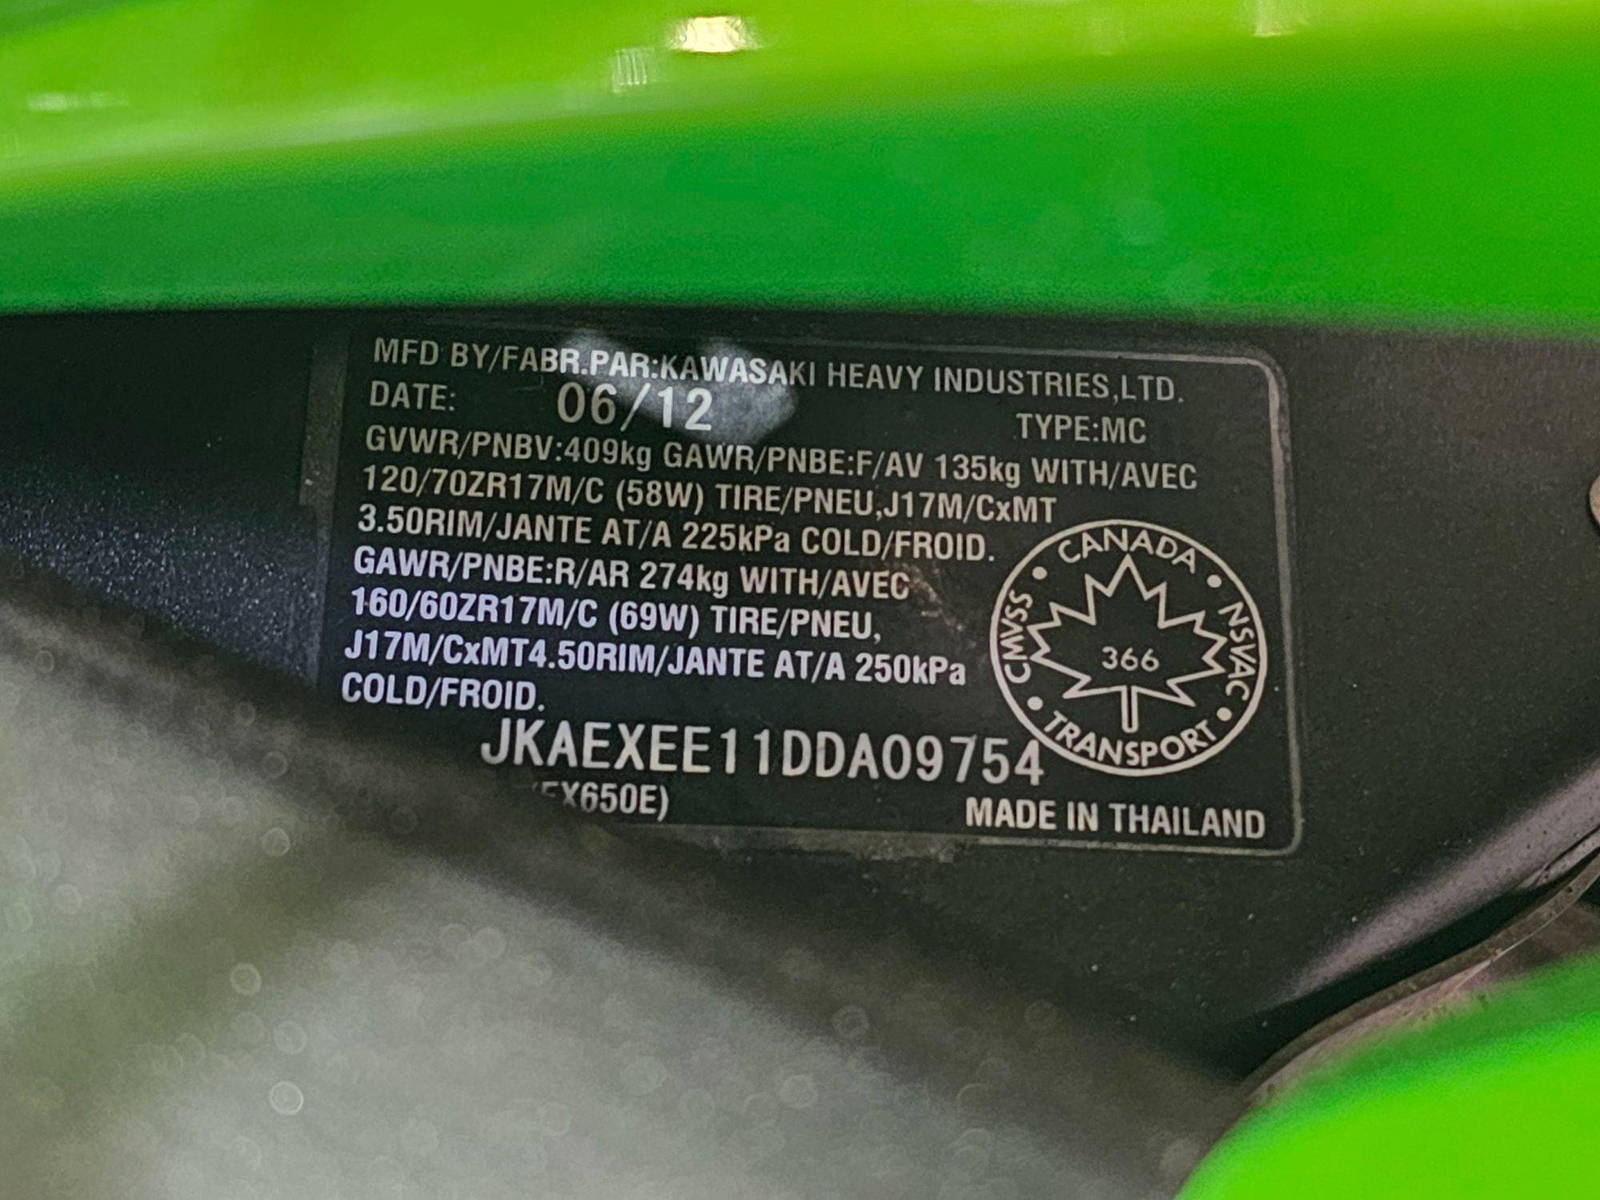 MFD BY/FABR.PAR:KAWASAKI HEAVY INDUSTRIES,LTD.
DATE: 06/12 TYPE:MC
GVWR/PNBV:409kg GAWR/PNBE:F/AV 135kg WITH/AVEC
120/70ZR17M/C (58W) TIRE/PNEU,J17M/CxMT
3.50RIM/JANTE AT/A 225kPa COLD/FROID.
GAWR/PNBE:R/AR 274kg WITH/AVEC
160/60ZR17M/C (69W) TIRE/PNEU,
J17M/CxMT4.50RIM/JANTE AT/A 250kPa
COLD/FROID.
CANADA
CMVSS
NSVAC
366
TRANSPORT
JKAEXEE11DDA09754
(EX650E)
MADE IN THAILAND